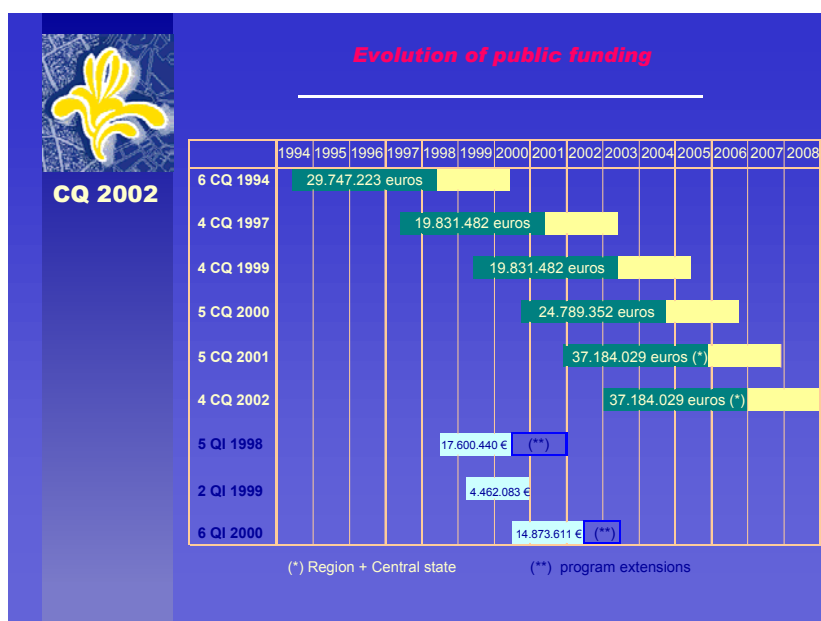 Evolution of public funding
CQ 2002
1994 1995 1996 1997 1998 1999 2000 2001 2002 2003 2004 2005 2006 2007 2008
6 CQ 1994 29.747.223 euros
4 CQ 1997 19.831.482 euros
4 CQ 1999 19.831.482 euros
5 CQ 2000 24.789.352 euros
5 CQ 2001 37.184.029 euros (*)
4 CQ 2002 37.184.029 euros (*)
5 QI 1998 17.600.440 € (**)
2 QI 1999 4.462.083 €
6 QI 2000 14.873.611 € (**)
(*) Region + Central state (**) program extensions